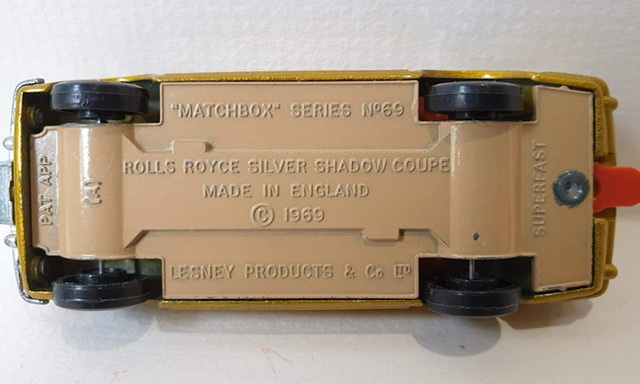 "MATCHBOX" SERIES Nº69
ROLLS ROYCE SILVER SHADOW COUPE
MADE IN ENGLAND
© 1969
LESNEY PRODUCTS & Co LTD
PAT APP
SUPERFAST